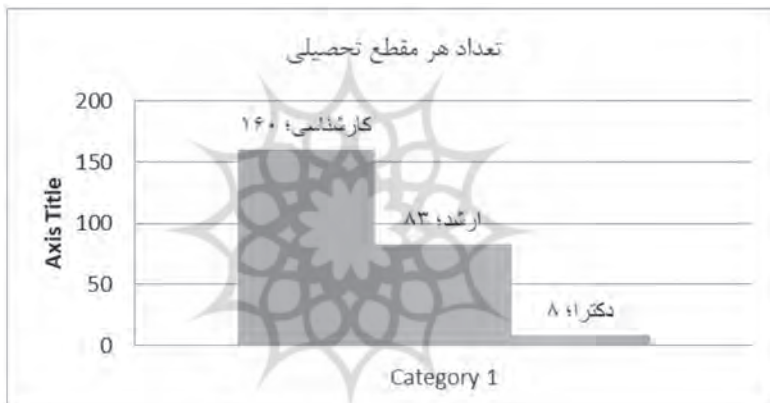 تعداد هر مقطع تحصیلی
200
کارشناسی؛ ۱۶۰
150
Axis Title
100
ارشد؛ ۸۳
50
دکترا؛ ۸
0
Category 1